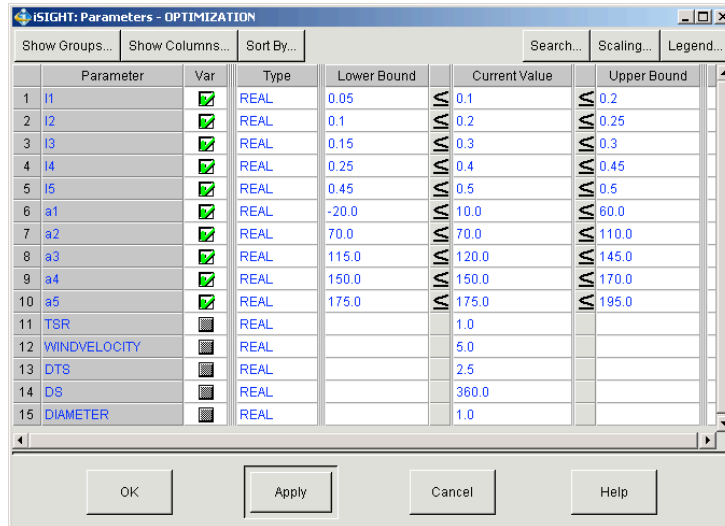 iSIGHT: Parameters - OPTIMIZATION
Show Groups... Show Columns... Sort By... Search... Scaling... Legend...
Parameter Var Type Lower Bound Current Value Upper Bound
1 l1 REAL 0.05 ≤ 0.1 ≤ 0.2
2 l2 REAL 0.1 ≤ 0.2 ≤ 0.25
3 l3 REAL 0.15 ≤ 0.3 ≤ 0.3
4 l4 REAL 0.25 ≤ 0.4 ≤ 0.45
5 l5 REAL 0.45 ≤ 0.5 ≤ 0.5
6 a1 REAL -20.0 ≤ 10.0 ≤ 60.0
7 a2 REAL 70.0 ≤ 70.0 ≤ 110.0
8 a3 REAL 115.0 ≤ 120.0 ≤ 145.0
9 a4 REAL 150.0 ≤ 150.0 ≤ 170.0
10 a5 REAL 175.0 ≤ 175.0 ≤ 195.0
11 TSR REAL 1.0
12 WINDVELOCITY REAL 5.0
13 DTS REAL 2.5
14 DS REAL 360.0
15 DIAMETER REAL 1.0
OK Apply Cancel Help